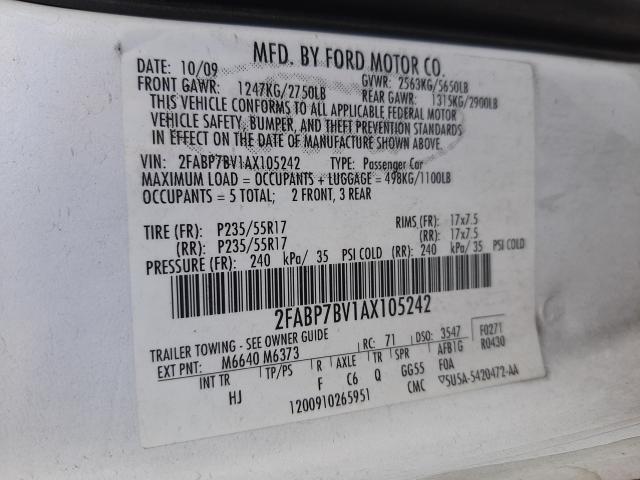 MFD. BY FORD MOTOR CO.
DATE: 10/09 GVWR: 2563KG/5650LB
FRONT GAWR: 1247KG/2750LB REAR GAWR: 1315KG/2900LB
THIS VEHICLE CONFORMS TO ALL APPLICABLE FEDERAL MOTOR
VEHICLE SAFETY, BUMPER, AND THEFT PREVENTION STANDARDS
IN EFFECT ON THE DATE OF MANUFACTURE SHOWN ABOVE.
VIN: 2FABP7BV1AX105242 TYPE: Passenger Car
MAXIMUM LOAD = OCCUPANTS + LUGGAGE = 498KG/1100LB
OCCUPANTS = 5 TOTAL; 2 FRONT, 3 REAR
TIRE (FR): P235/55R17 RIMS (FR): 17x7.5
(RR): P235/55R17 (RR): 17x7.5
PRESSURE (FR): 240 kPa/ 35 PSI COLD (RR): 240 kPa/ 35 PSI COLD
2FABP7BV1AX105242
TRAILER TOWING - SEE OWNER GUIDE
EXT PNT: M6640 M6373 RC: 71 DSO: 3547 F0271
INT TR TP/PS R AXLE TR SPR AFB1G R0430
HJ F C6 Q GG55 FOA
1200910265951 CMC ▽5U5A-5420472-AA